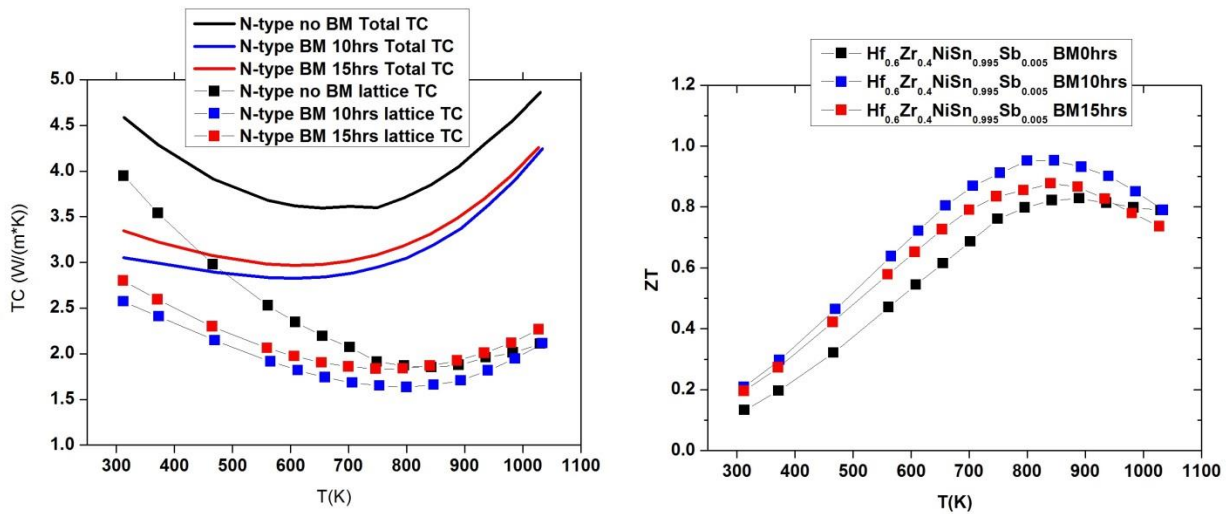 N-type no BM Total TC
N-type BM 10hrs Total TC
N-type BM 15hrs Total TC
N-type no BM lattice TC
N-type BM 10hrs lattice TC
N-type BM 15hrs lattice TC
5.0
4.5
4.0
3.5
3.0
2.5
2.0
1.5
1.0
TC (W/(m*K))
300 400 500 600 700 800 900 1000 1100
T(K)
Hf0.6Zr0.4NiSn0.995Sb0.005 BM0hrs
Hf0.6Zr0.4NiSn0.995Sb0.005 BM10hrs
Hf0.6Zr0.4NiSn0.995Sb0.005 BM15hrs
1.2
1.0
0.8
0.6
0.4
0.2
0.0
ZT
300 400 500 600 700 800 900 1000 1100
T(K)